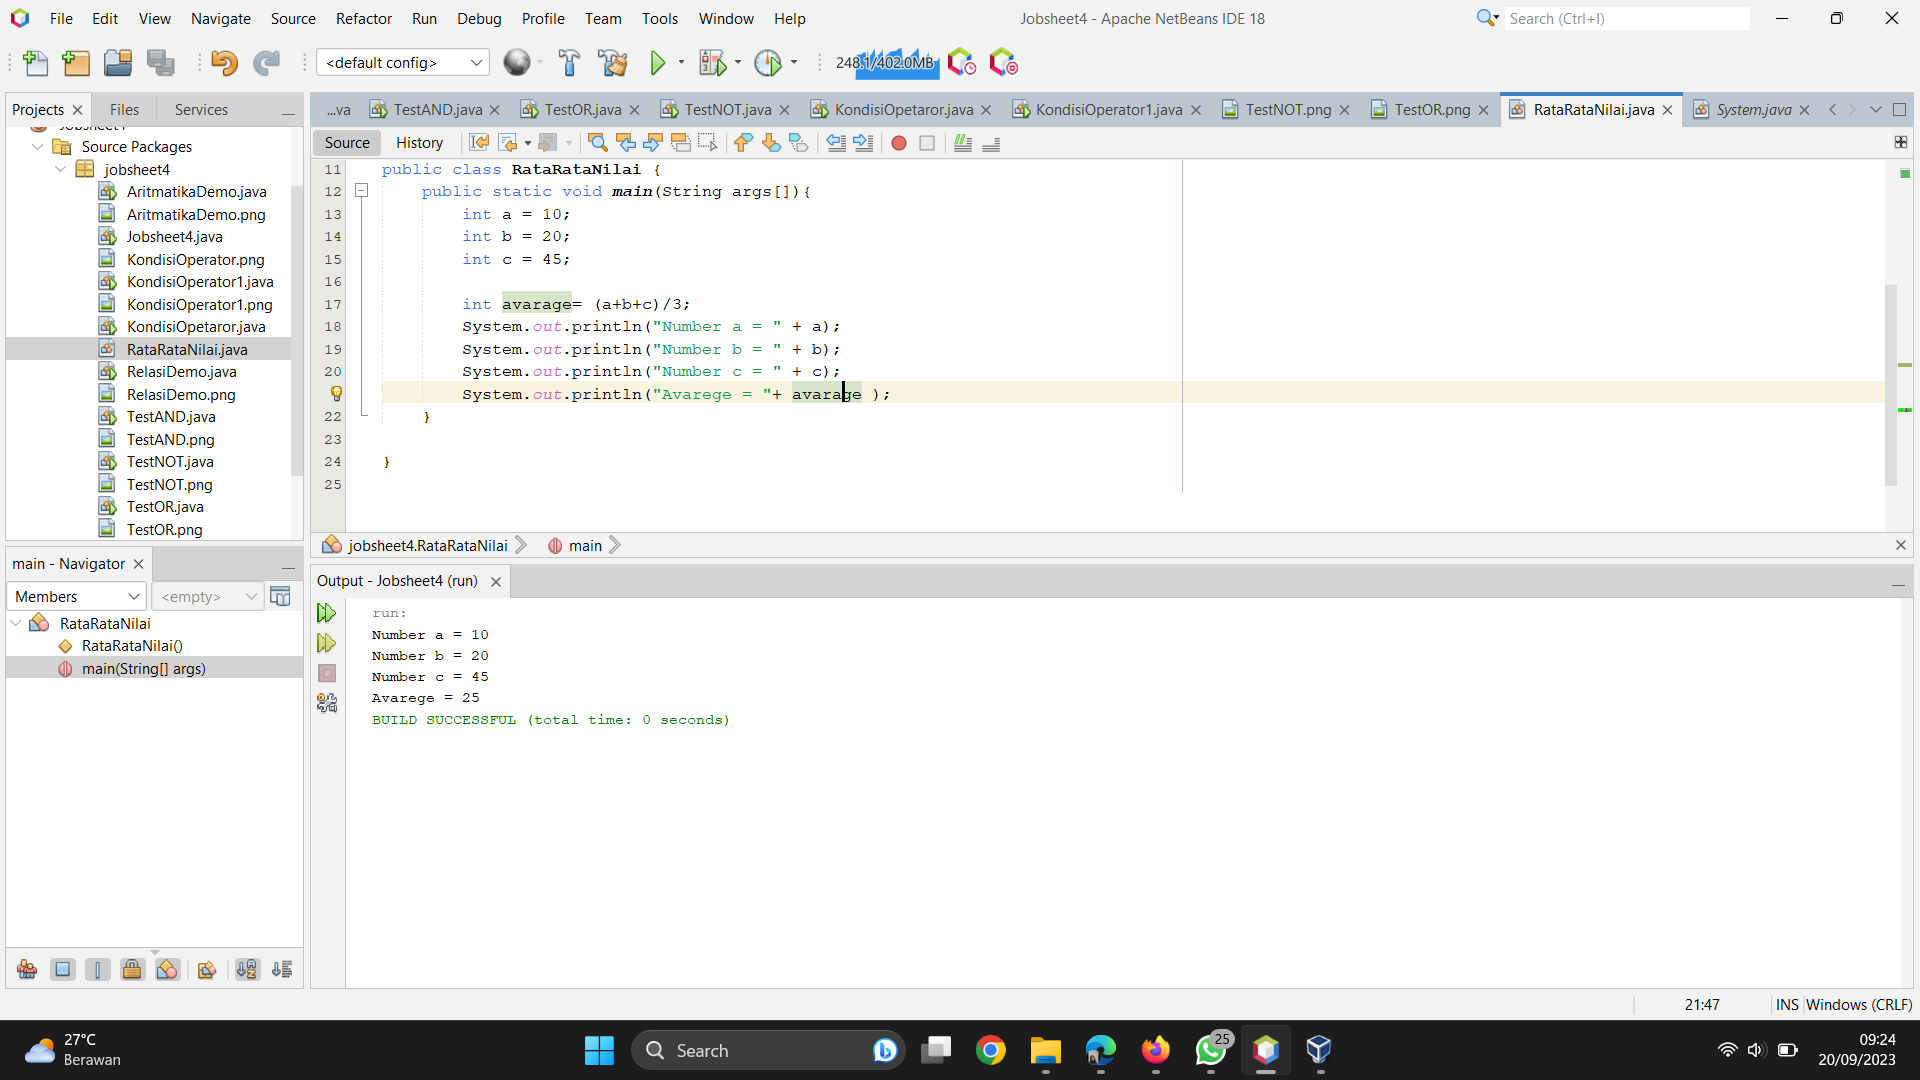 File Edit View Navigate Source Refactor Run Debug Profile Team Tools Window Help
Jobsheet4 - Apache NetBeans IDE 18
Search (Ctrl+I)
<default config>
248.1/402.0MB
Projects Files Services
...va TestAND.java TestOR.java TestNOT.java KondisiOpetaror.java KondisiOperator1.java TestNOT.png TestOR.png RataRataNilai.java System.java
Source History
Source Packages
jobsheet4
AritmatikaDemo.java
AritmatikaDemo.png
Jobsheet4.java
KondisiOperator.png
KondisiOperator1.java
KondisiOperator1.png
KondisiOpetaror.java
RataRataNilai.java
RelasiDemo.java
RelasiDemo.png
TestAND.java
TestAND.png
TestNOT.java
TestNOT.png
TestOR.java
TestOR.png
11 public class RataRataNilai {
12 public static void main(String args[]){
13 int a = 10;
14 int b = 20;
15 int c = 45;
16
17 int avarage= (a+b+c)/3;
18 System.out.println("Number a = " + a);
19 System.out.println("Number b = " + b);
20 System.out.println("Number c = " + c);
System.out.println("Avarege = "+ avarage );
22 }
23
24 }
25
jobsheet4.RataRataNilai main
main - Navigator
Members <empty>
RataRataNilai
RataRataNilai()
main(String[] args)
Output - Jobsheet4 (run)
run:
Number a = 10
Number b = 20
Number c = 45
Avarege = 25
BUILD SUCCESSFUL (total time: 0 seconds)
21:47 INS Windows (CRLF)
27°C
Berawan
Search
25
09:24
20/09/2023